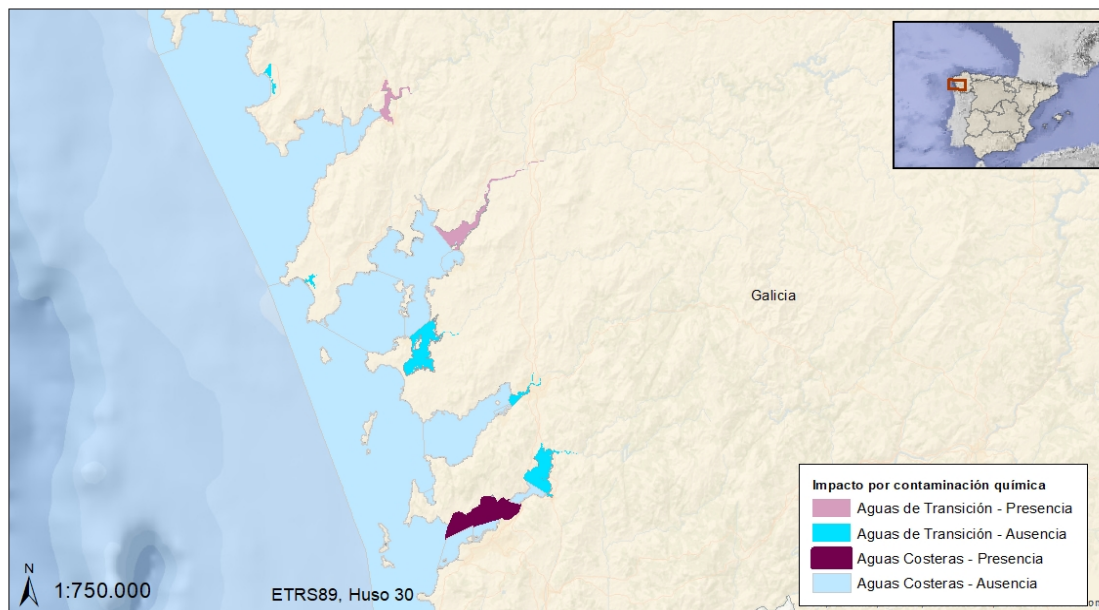 Galicia
Impacto por contaminación química
Aguas de Transición - Presencia
Aguas de Transición - Ausencia
Aguas Costeras - Presencia
Aguas Costeras - Ausencia
N
1:750.000
ETRS89, Huso 30